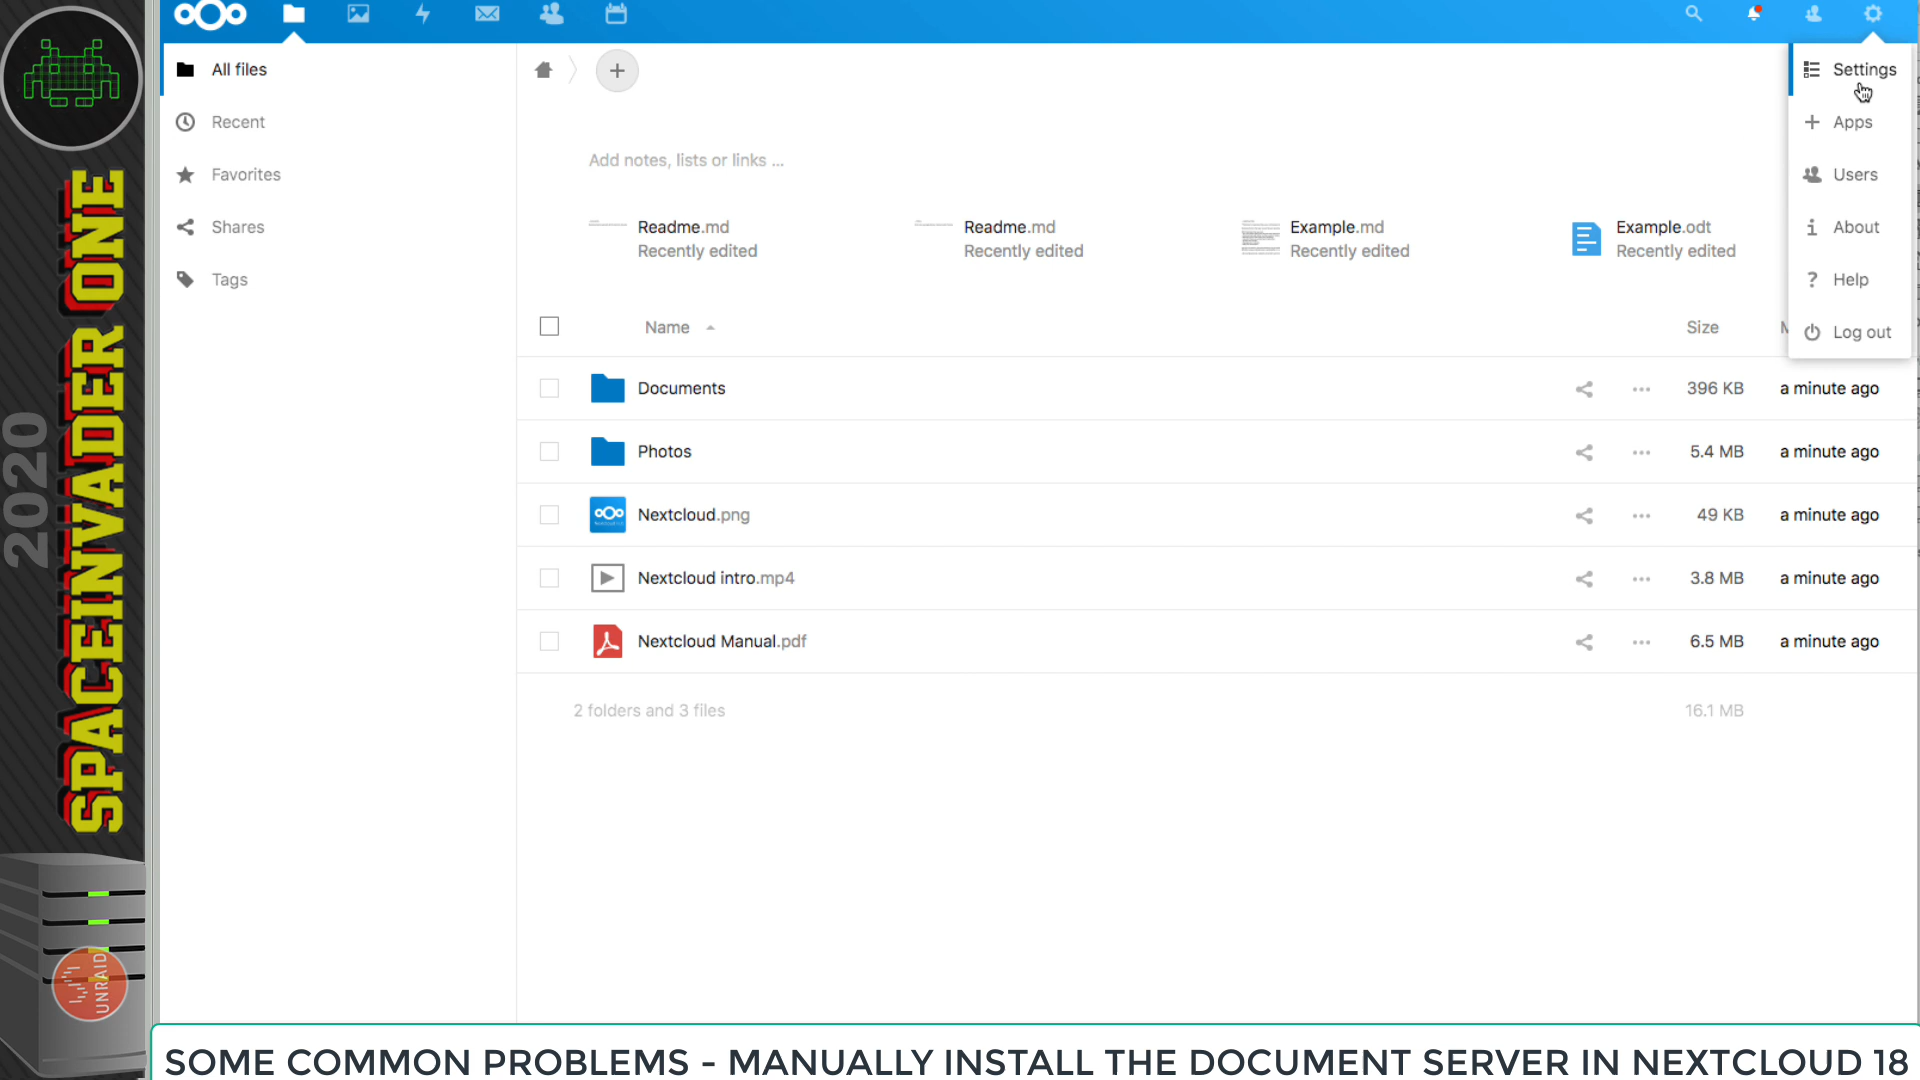 2020
SPACEINVADER ONE
UNRAID
All files
Recent
Favorites
Shares
Tags
Add notes, lists or links ...
Readme.md
Recently edited
Readme.md
Recently edited
Example.md
Recently edited
Example.odt
Recently edited
Settings
Apps
Users
About
Help
Log out
Name
Size
Documents 396 KB a minute ago
Photos 5.4 MB a minute ago
Nextcloud.png 49 KB a minute ago
Nextcloud intro.mp4 3.8 MB a minute ago
Nextcloud Manual.pdf 6.5 MB a minute ago
2 folders and 3 files 16.1 MB
SOME COMMON PROBLEMS - MANUALLY INSTALL THE DOCUMENT SERVER IN NEXTCLOUD 18